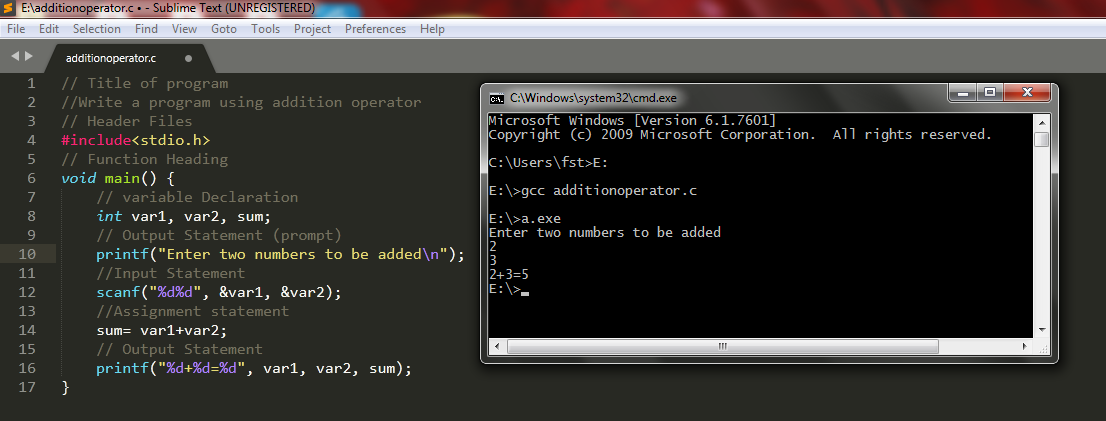 E:\additionoperator.c • - Sublime Text (UNREGISTERED)
File Edit Selection Find View Goto Tools Project Preferences Help
additionoperator.c
1 // Title of program
2 //Write a program using addition operator
3 // Header Files
4 #include<stdio.h>
5 // Function Heading
6 void main() {
7 // variable Declaration
8 int var1, var2, sum;
9 // Output Statement (prompt)
10 printf("Enter two numbers to be added\n");
11 //Input Statement
12 scanf("%d%d", &var1, &var2);
13 //Assignment statement
14 sum= var1+var2;
15 // Output Statement
16 printf("%d+%d=%d", var1, var2, sum);
17 }
C:\Windows\system32\cmd.exe
Microsoft Windows [Version 6.1.7601]
Copyright (c) 2009 Microsoft Corporation.  All rights reserved.
C:\Users\fst>E:
E:\>gcc additionoperator.c
E:\>a.exe
Enter two numbers to be added
2
3
2+3=5
E:\>_